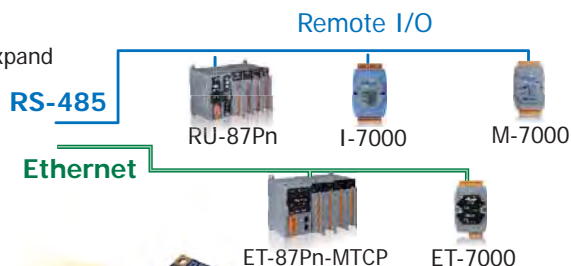 Remote I/O
xpand
RS-485
RU-87Pn
I-7000
M-7000
Ethernet
ET-87Pn-MTCP
ET-7000